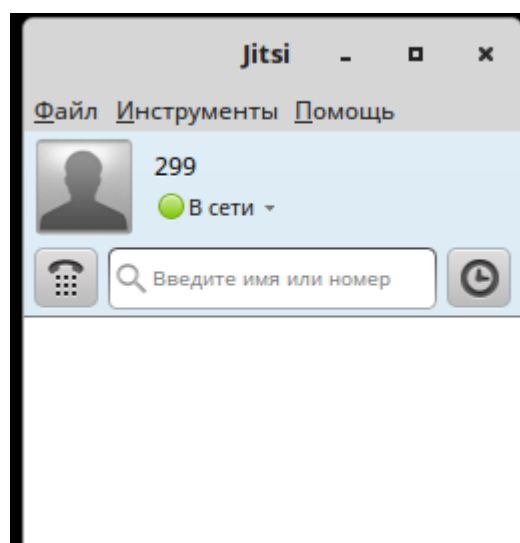 Jitsi
Файл Инструменты Помощь
299
В сети
Введите имя или номер